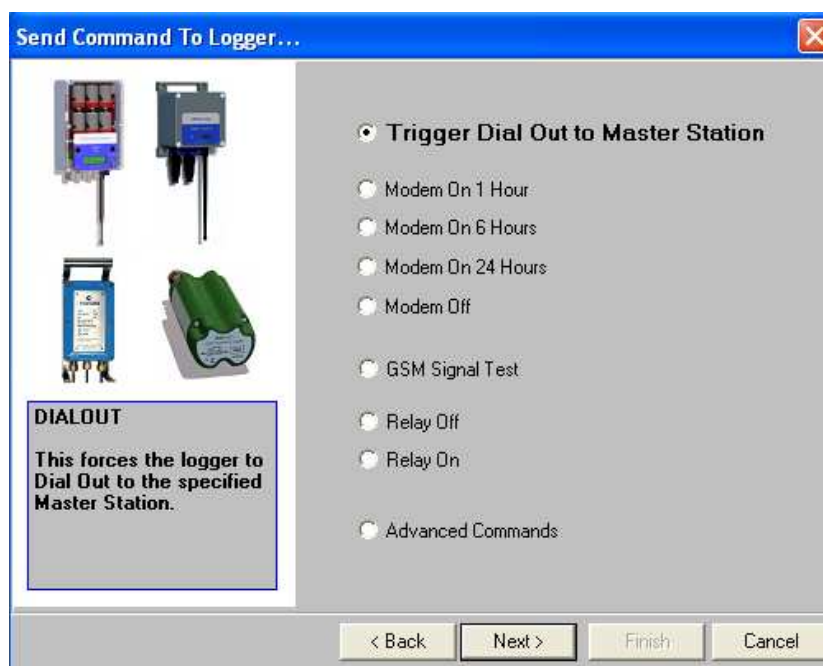 Send Command To Logger...
Trigger Dial Out to Master Station
Modem On 1 Hour
Modem On 6 Hours
Modem On 24 Hours
Modem Off
GSM Signal Test
Relay Off
Relay On
Advanced Commands
DIALOUT
This forces the logger to
Dial Out to the specified
Master Station.
< Back
Next >
Finish
Cancel